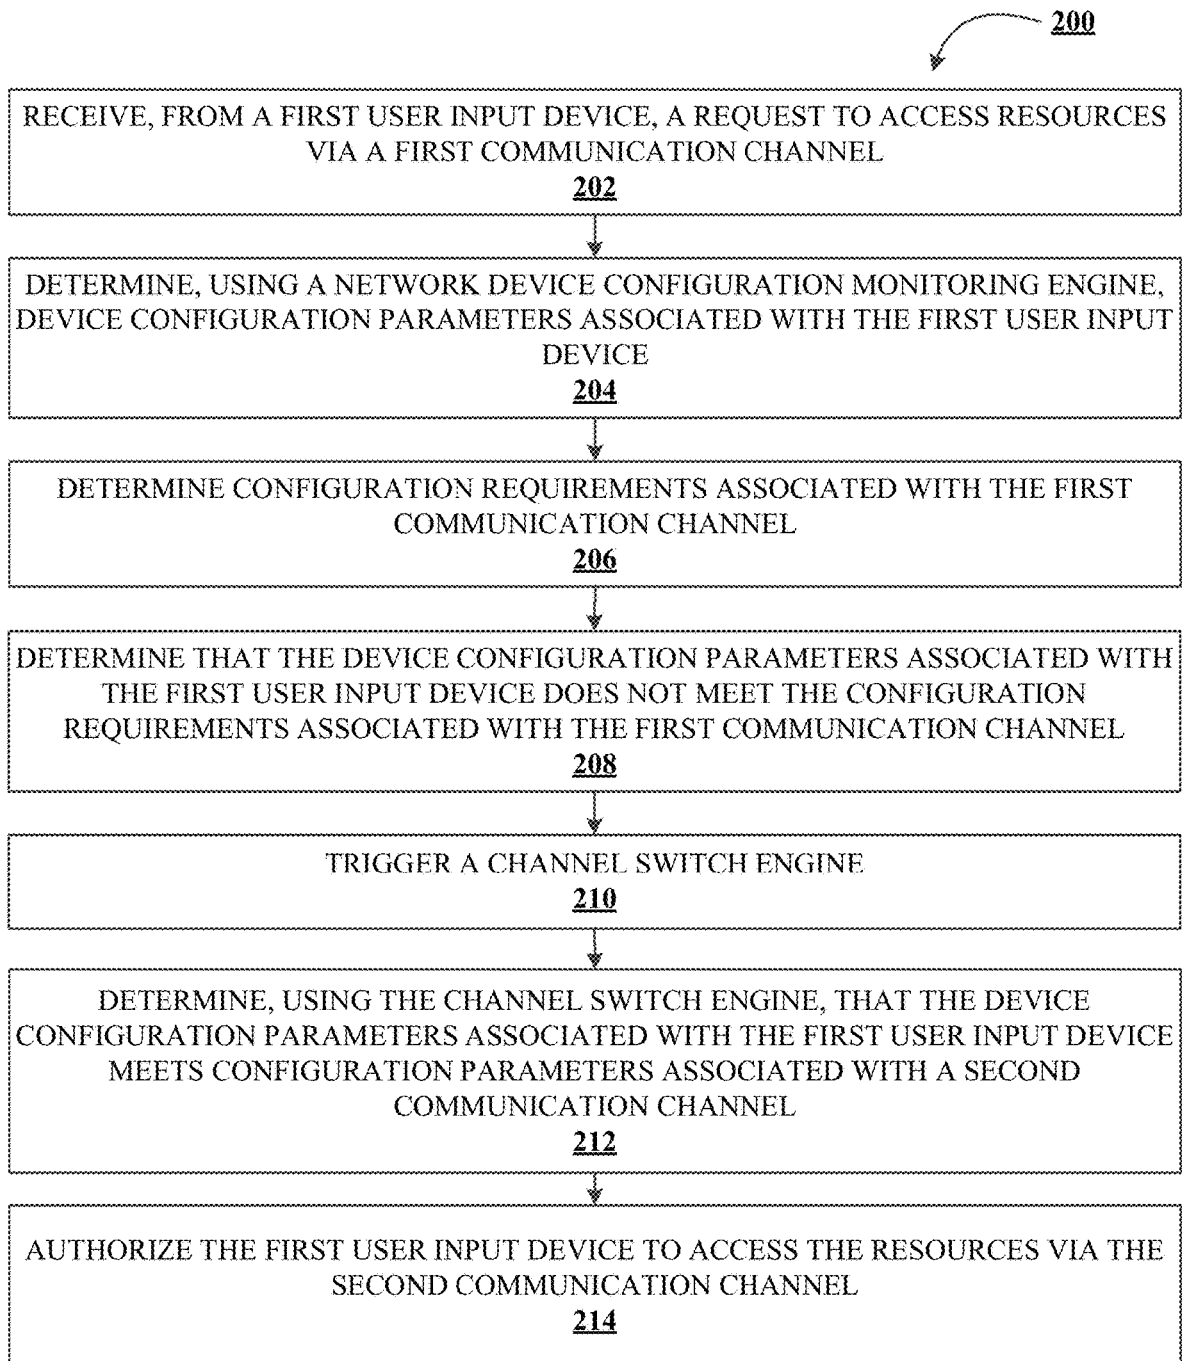 200
RECEIVE, FROM A FIRST USER INPUT DEVICE, A REQUEST TO ACCESS RESOURCES
VIA A FIRST COMMUNICATION CHANNEL
202
DETERMINE, USING A NETWORK DEVICE CONFIGURATION MONITORING ENGINE,
DEVICE CONFIGURATION PARAMETERS ASSOCIATED WITH THE FIRST USER INPUT
DEVICE
204
DETERMINE CONFIGURATION REQUIREMENTS ASSOCIATED WITH THE FIRST
COMMUNICATION CHANNEL
206
DETERMINE THAT THE DEVICE CONFIGURATION PARAMETERS ASSOCIATED WITH
THE FIRST USER INPUT DEVICE DOES NOT MEET THE CONFIGURATION
REQUIREMENTS ASSOCIATED WITH THE FIRST COMMUNICATION CHANNEL
208
TRIGGER A CHANNEL SWITCH ENGINE
210
DETERMINE, USING THE CHANNEL SWITCH ENGINE, THAT THE DEVICE
CONFIGURATION PARAMETERS ASSOCIATED WITH THE FIRST USER INPUT DEVICE
MEETS CONFIGURATION PARAMETERS ASSOCIATED WITH A SECOND
COMMUNICATION CHANNEL
212
AUTHORIZE THE FIRST USER INPUT DEVICE TO ACCESS THE RESOURCES VIA THE
SECOND COMMUNICATION CHANNEL
214